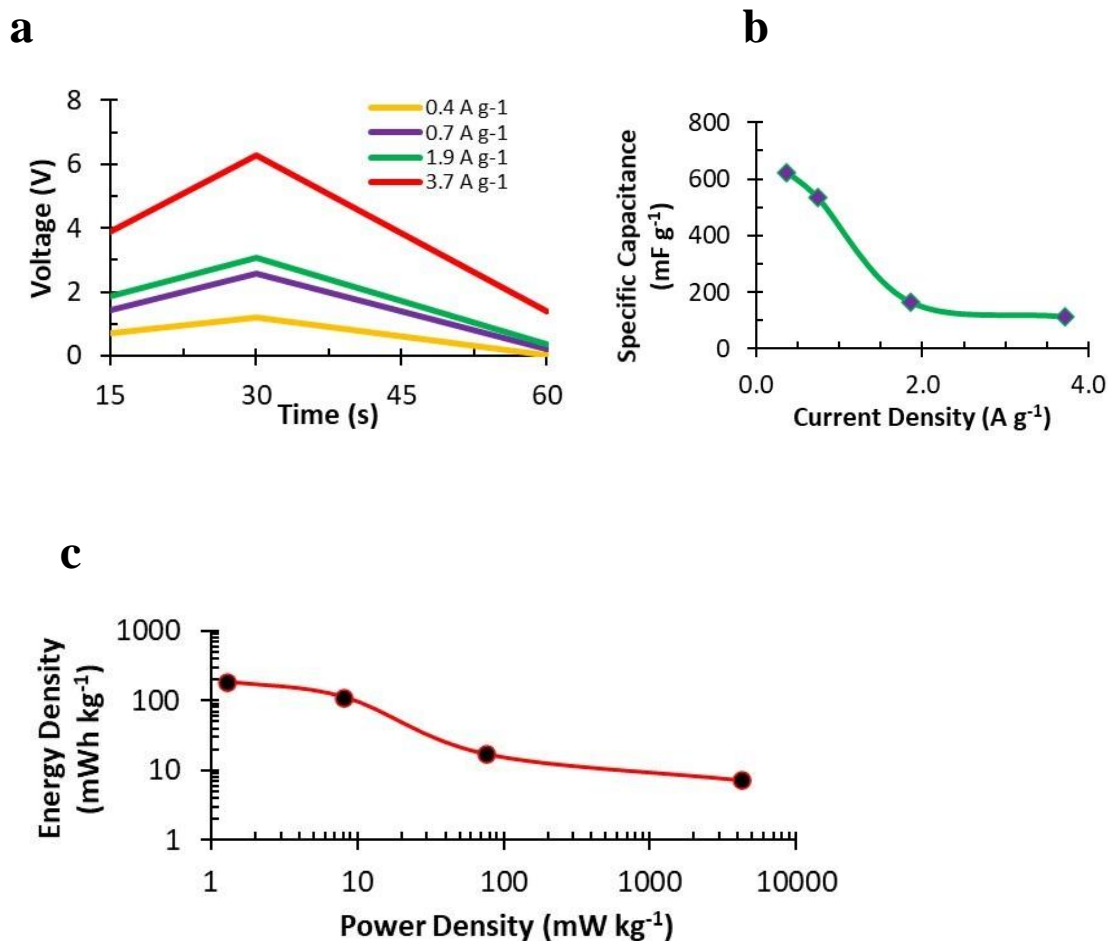 a
8
6
4
2
0
Voltage (V)
15 30 45 60
Time (s)
0.4 A g-1
0.7 A g-1
1.9 A g-1
3.7 A g-1
b
800
600
400
200
0
Specific Capacitance
(mF g⁻¹)
0.0 2.0 4.0
Current Density (A g⁻¹)
c
1000
100
10
1
Energy Density
(mWh kg⁻¹)
1 10 100 1000 10000
Power Density (mW kg⁻¹)